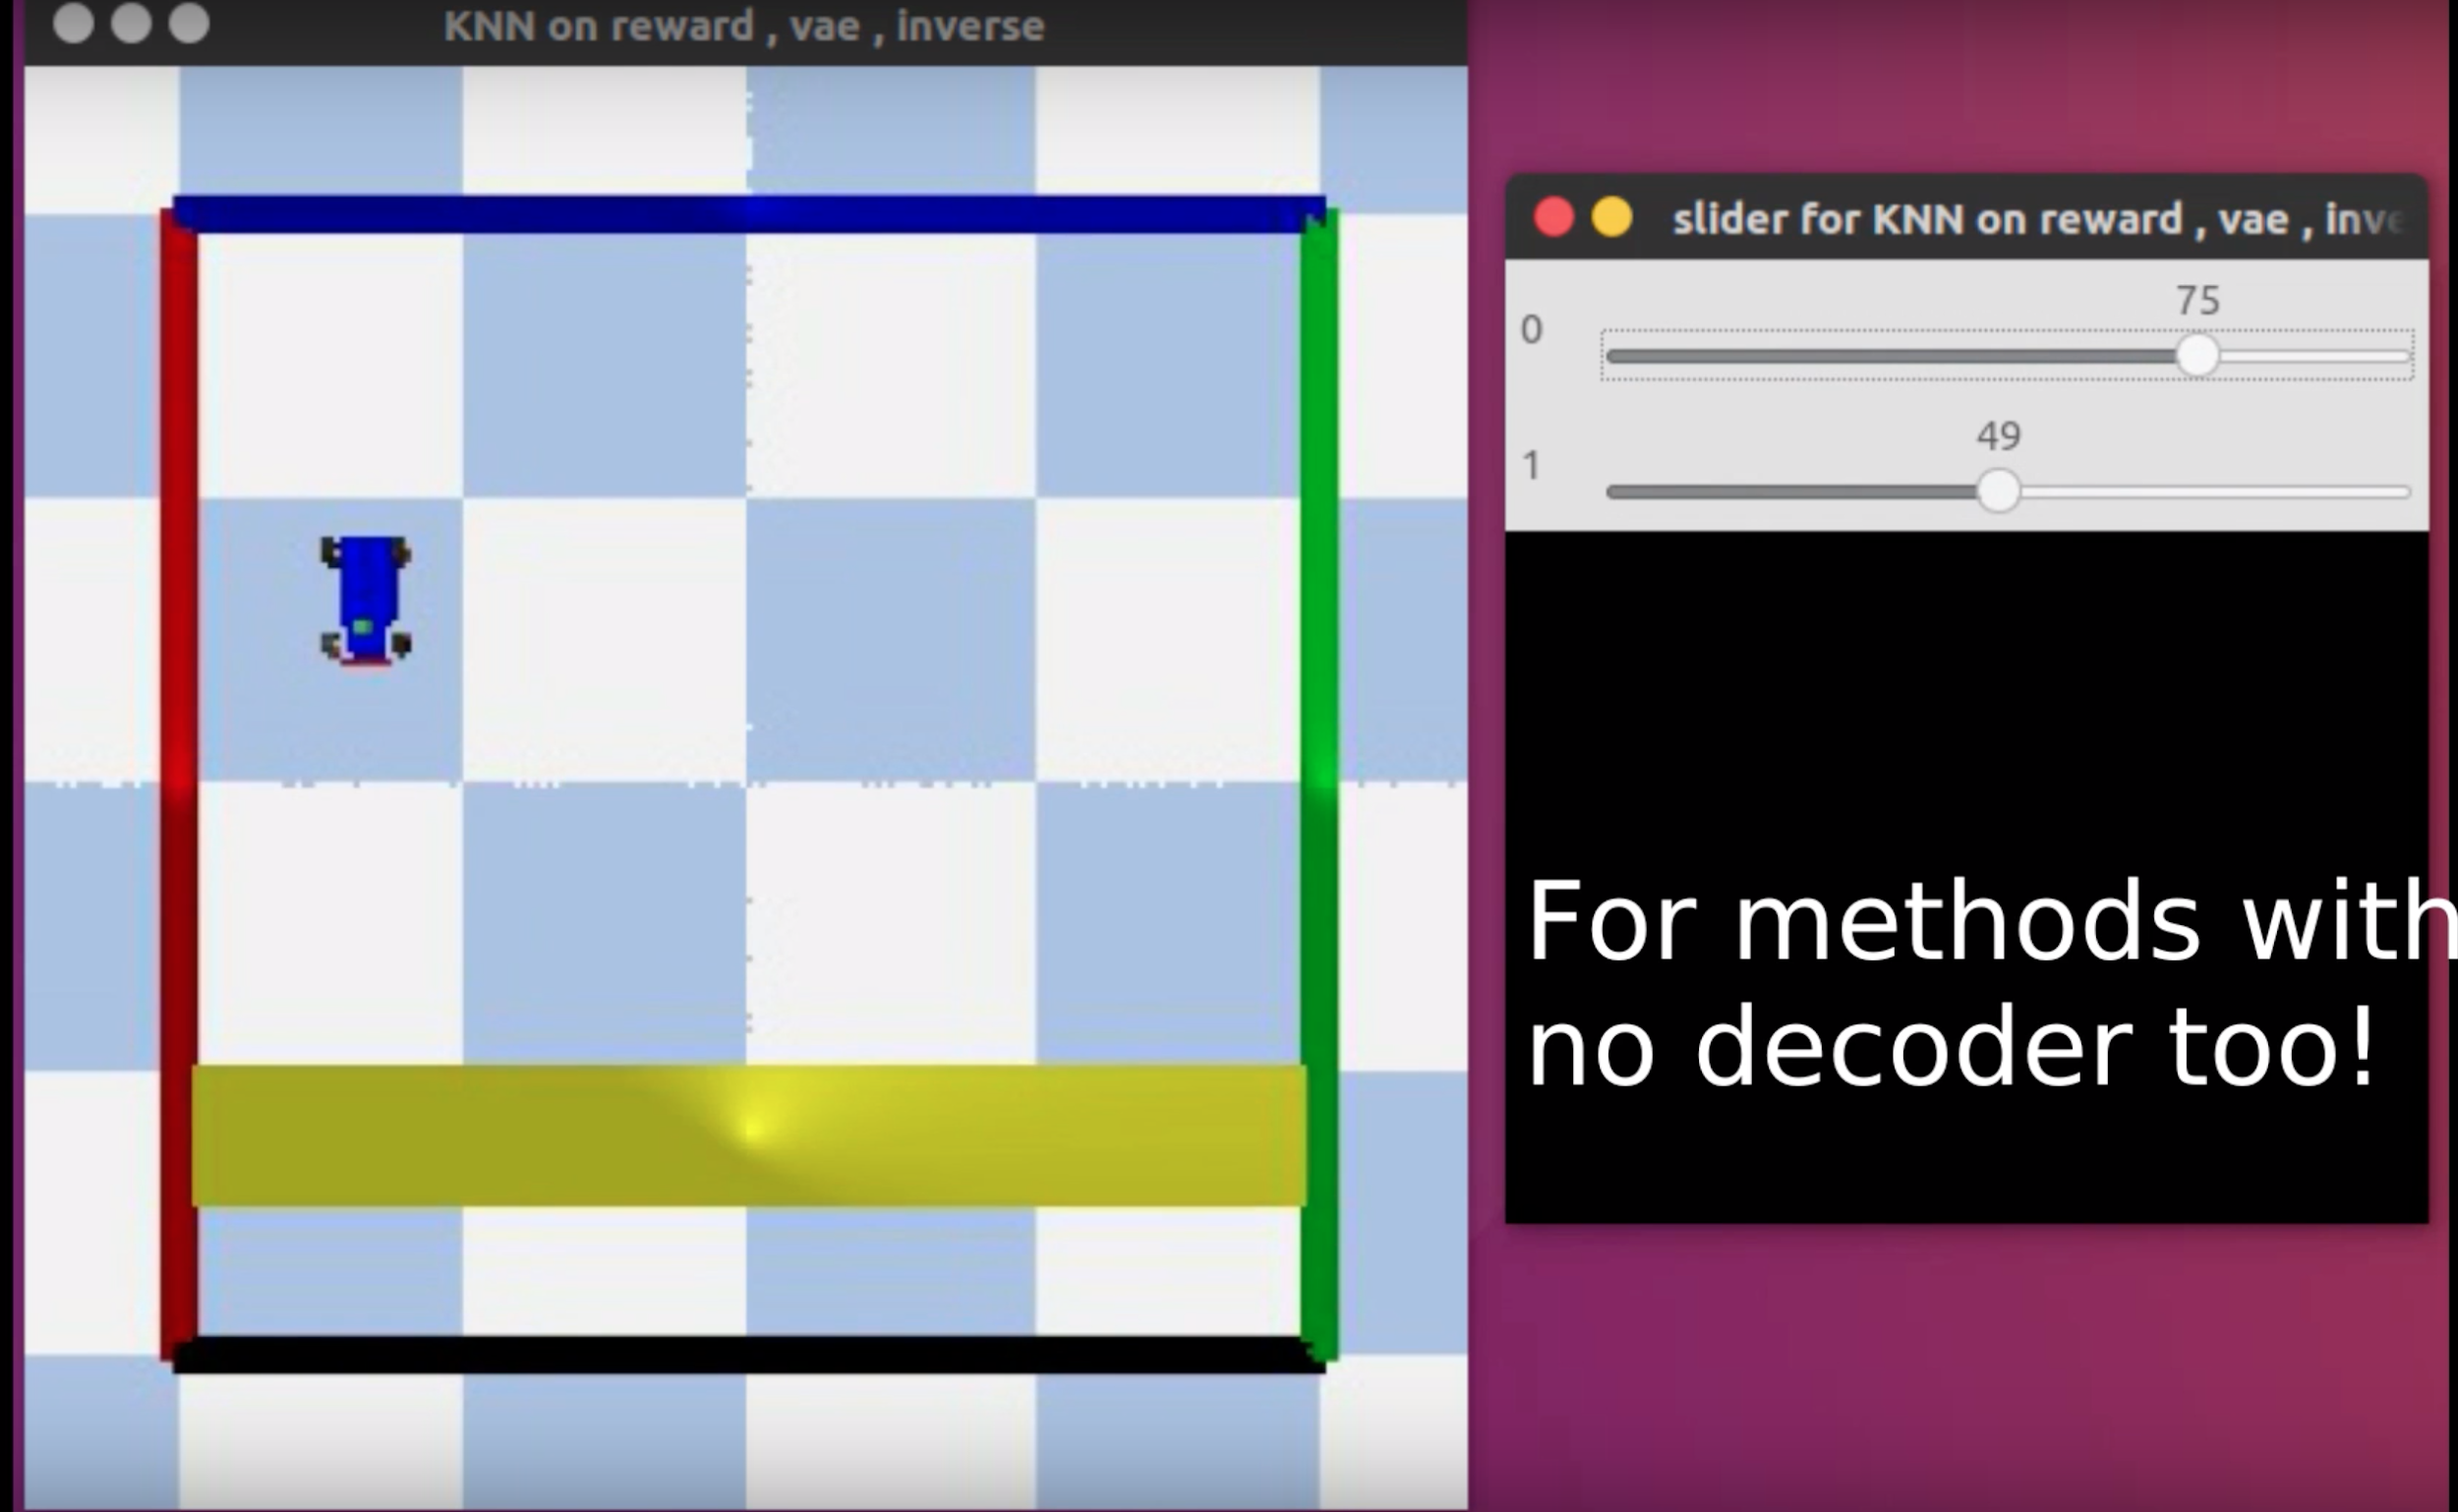 KNN on reward , vae , inverse
slider for KNN on reward , vae , inve
75
0
49
1
For methods with
no decoder too!